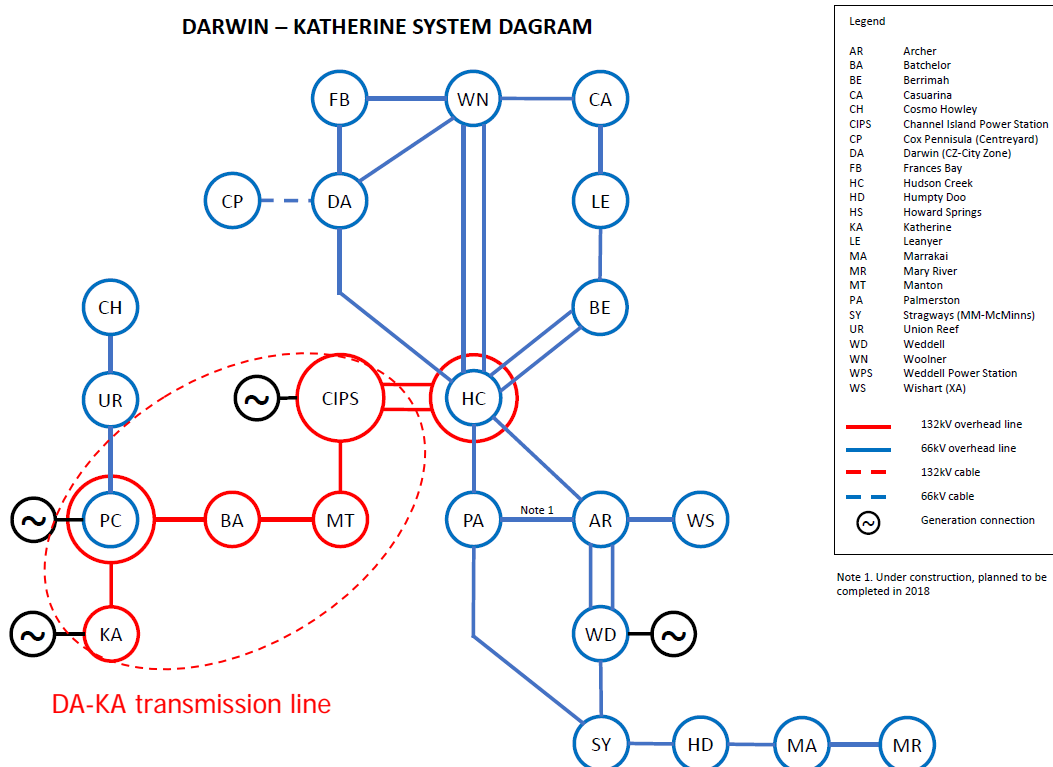 DARWIN – KATHERINE SYSTEM DAGRAM
FB
WN
CA
CP
DA
LE
CH
BE
UR
~
CIPS
HC
~
PC
BA
MT
PA
Note 1
AR
WS
~
KA
WD
~
DA-KA transmission line
SY
HD
MA
MR
Legend
AR Archer
BA Batchelor
BE Berrimah
CA Casuarina
CH Cosmo Howley
CIPS Channel Island Power Station
CP Cox Pennisula (Centreyard)
DA Darwin (CZ-City Zone)
FB Frances Bay
HC Hudson Creek
HD Humpty Doo
HS Howard Springs
KA Katherine
LE Leanyer
MA Marrakai
MR Mary River
MT Manton
PA Palmerston
SY Stragways (MM-McMinns)
UR Union Reef
WD Weddell
WN Woolner
WPS Weddell Power Station
WS Wishart (XA)
132kV overhead line
66kV overhead line
132kV cable
66kV cable
~ Generation connection
Note 1. Under construction, planned to be
completed in 2018